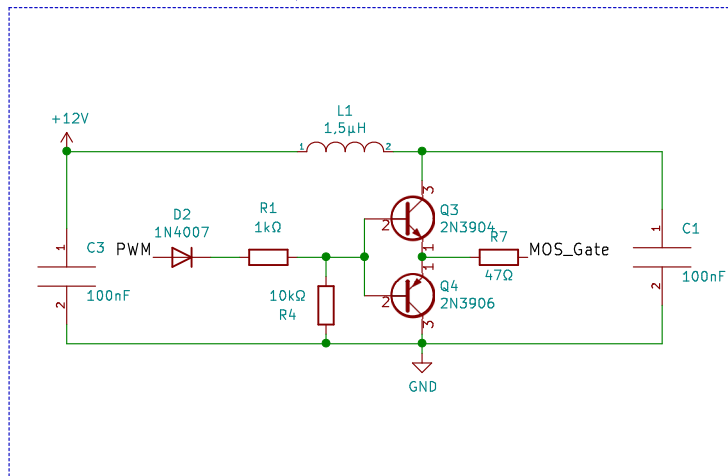 L1
1,5µH
+12V
1
2
3
D2
1N4007
R1
1kΩ
Q3
2N3904
2
1
R7
47Ω
MOS_Gate
PWM
C3
100nF
1
2
10kΩ
R4
1
2
Q4
2N3906
3
C1
100nF
1
2
GND